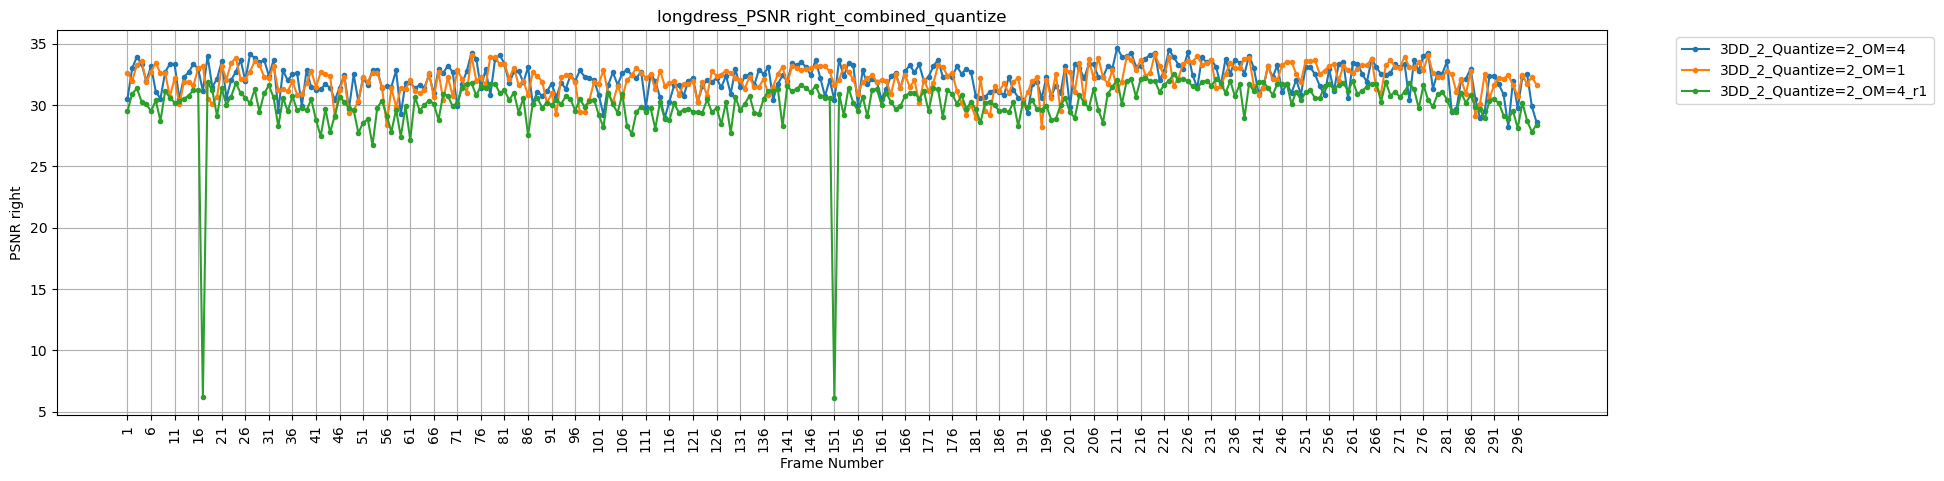 longdress_PSNR right_combined_quantize
PSNR right
35
30
25
20
15
10
5
1 6 11 16 21 26 31 36 41 46 51 56 61 66 71 76 81 86 91 96 101 106 111 116 121 126 131 136 141 146 151 156 161 166 171 176 181 186 191 196 201 206 211 216 221 226 231 236 241 246 251 256 261 266 271 276 281 286 291 296
Frame Number
3DD_2_Quantize=2_OM=4
3DD_2_Quantize=2_OM=1
3DD_2_Quantize=2_OM=4_r1